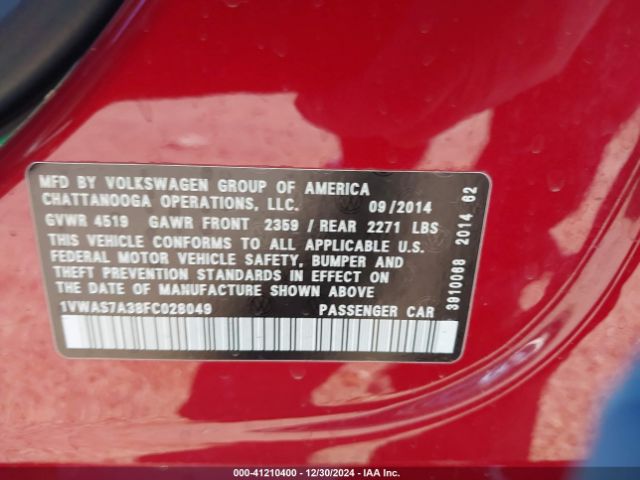 MFD BY VOLKSWAGEN GROUP OF AMERICA
CHATTANOOGA OPERATIONS, LLC. 09/2014
GVWR 4519 GAWR FRONT 2359 / REAR 2271 LBS
THIS VEHICLE CONFORMS TO ALL APPLICABLE U.S.
FEDERAL MOTOR VEHICLE SAFETY, BUMPER AND
THEFT PREVENTION STANDARDS IN EFFECT ON
THE DATE OF MANUFACTURE SHOWN ABOVE.
1VWAS7A38FC028049 PASSENGER CAR
3910068 2014 62
000-41210400 - 12/30/2024 - IAA Inc.